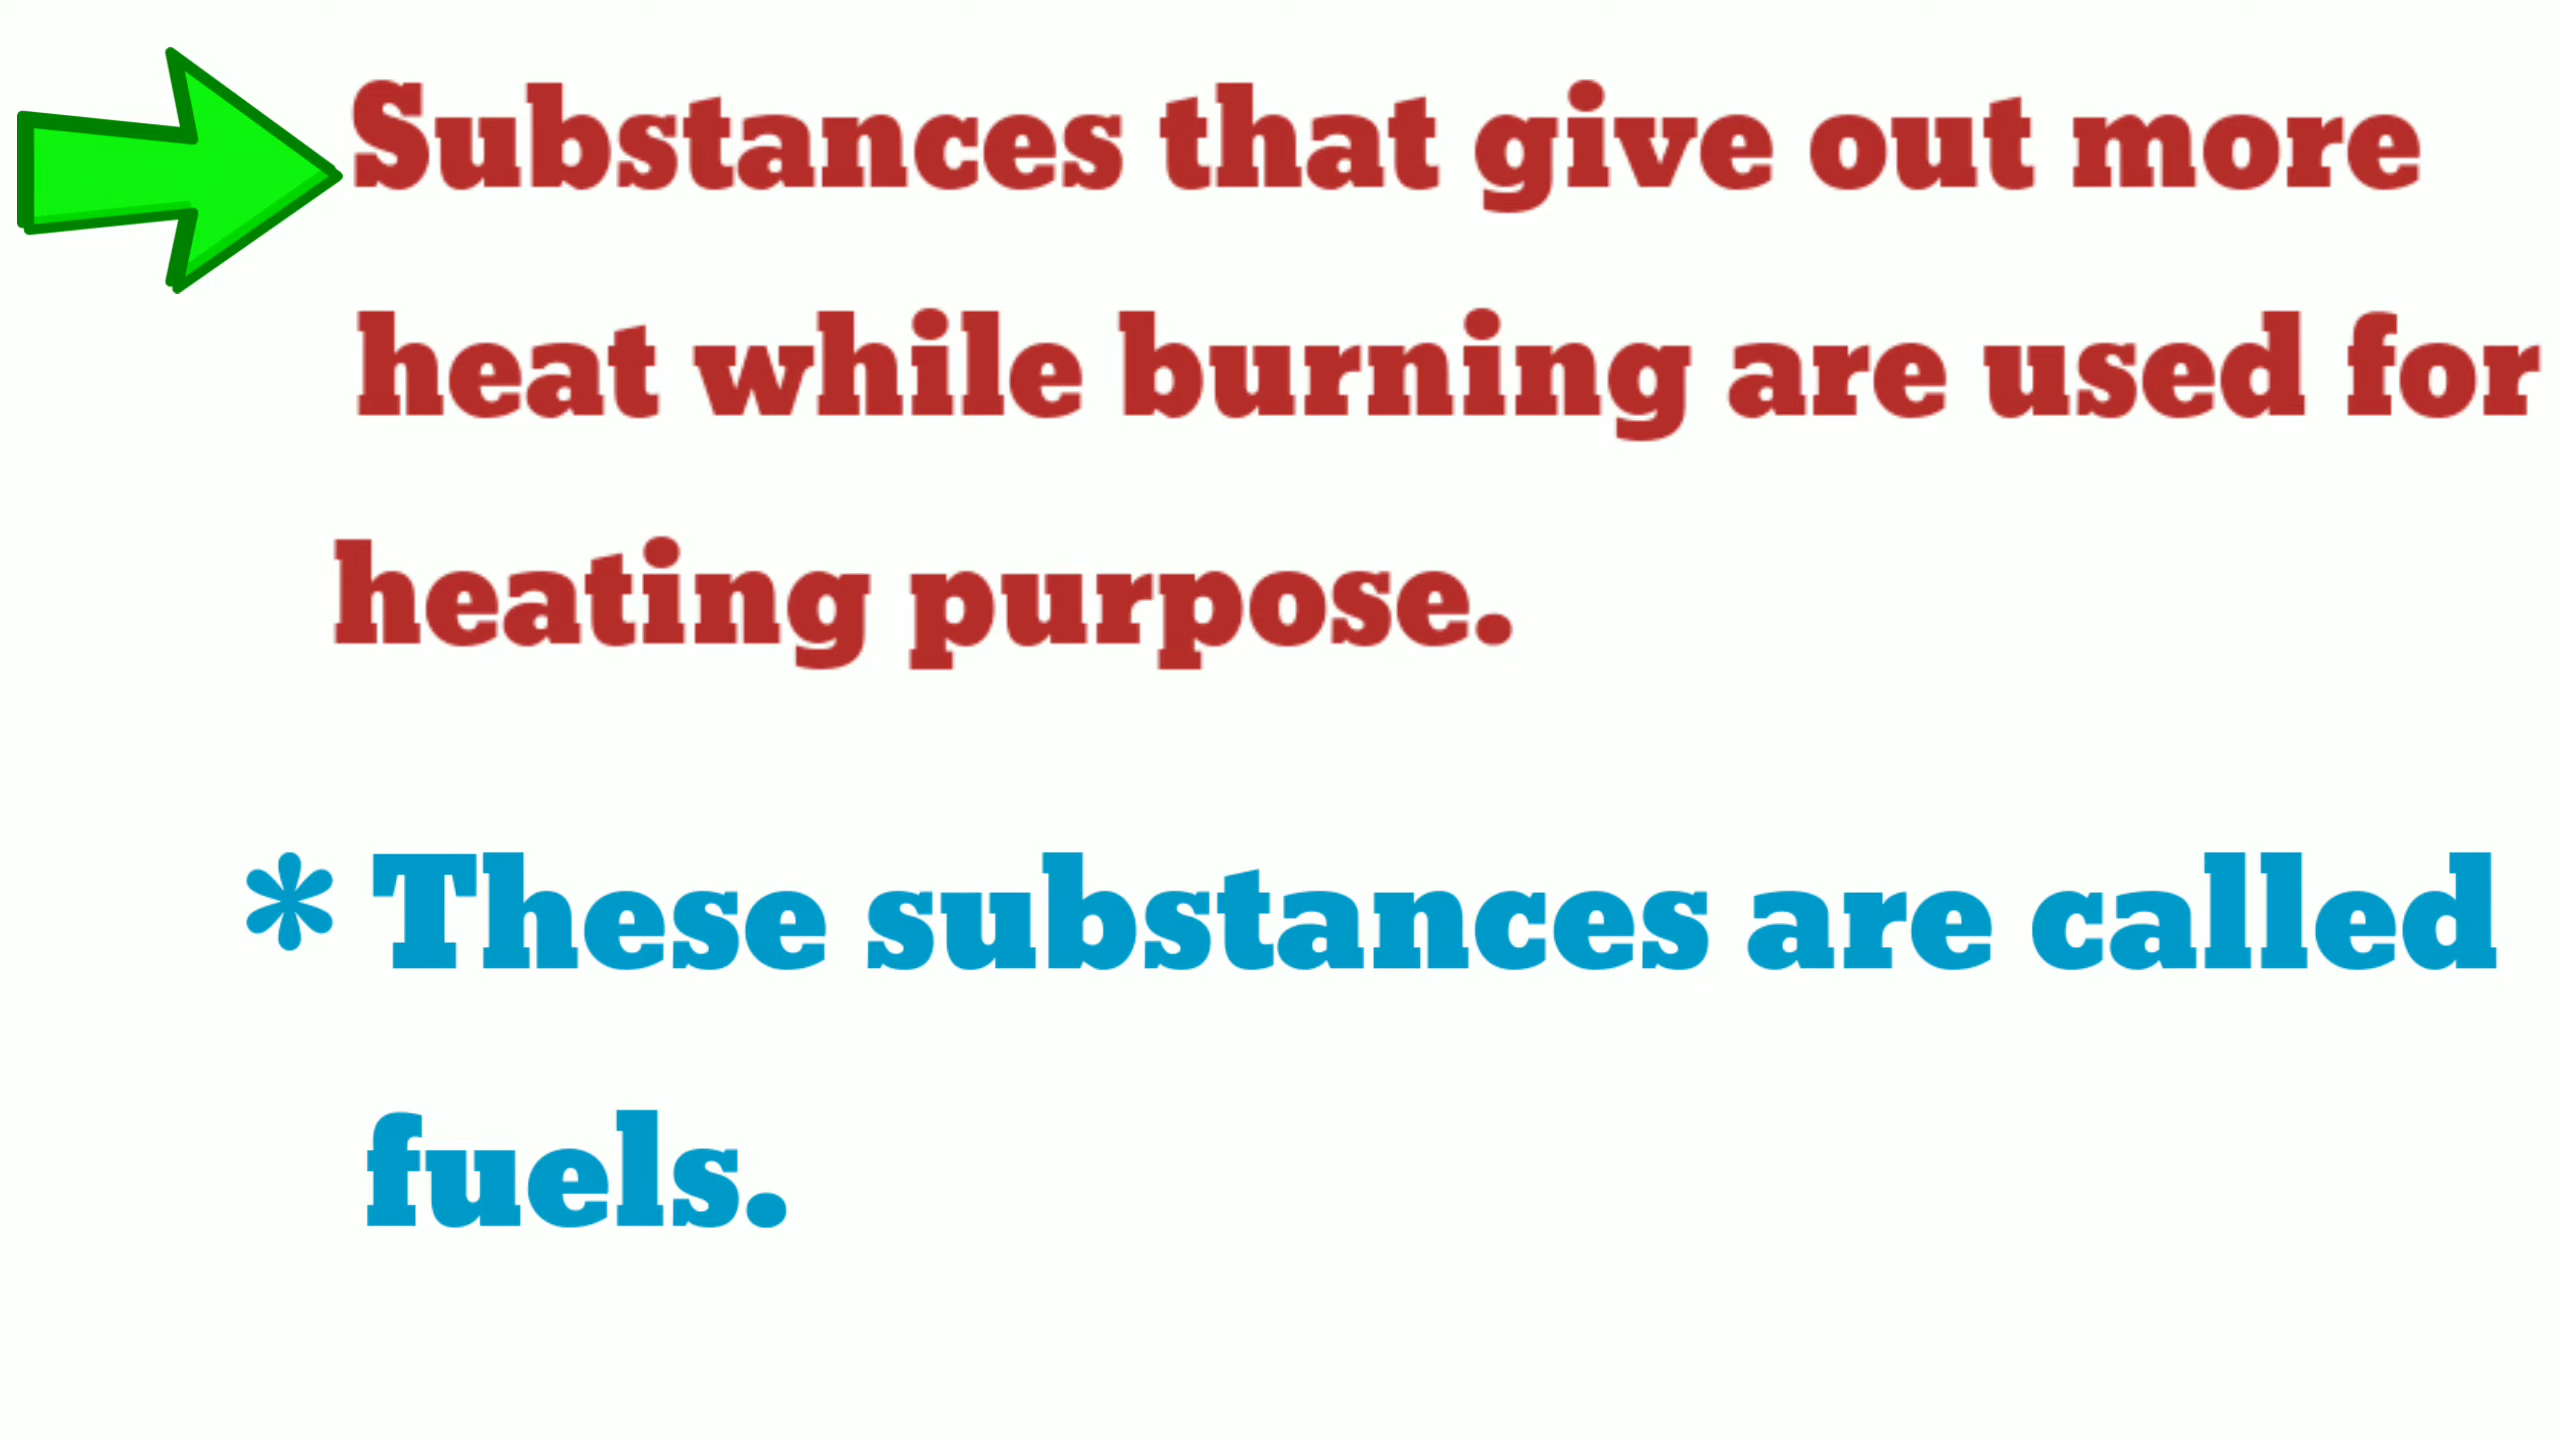 Substances that give out more
heat while burning are used for
heating purpose.
* These substances are called
fuels.